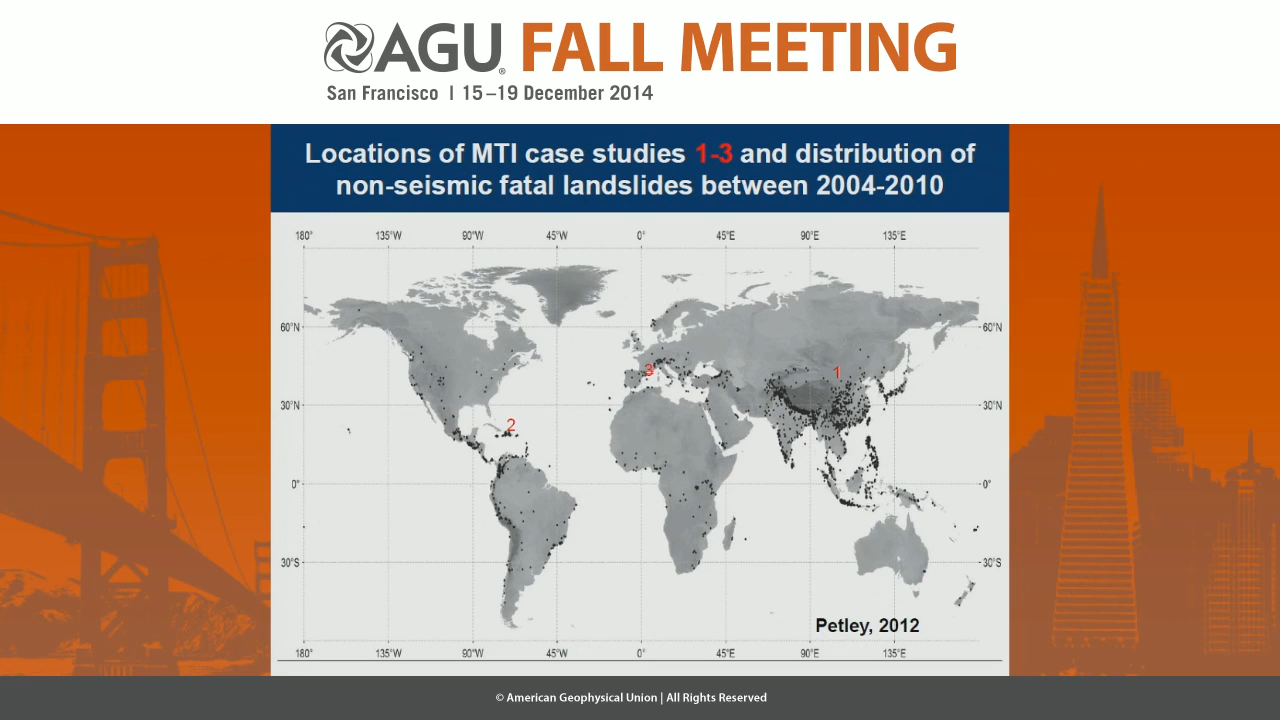 AGU® FALL MEETING
San Francisco | 15–19 December 2014
Locations of MTI case studies 1-3 and distribution of
non-seismic fatal landslides between 2004-2010
180° 135°W 90°W 45°W 0° 45°E 90°E 135°E
60°N 60°N
3 1
30°N 30°N
2
0° 0°
30°S 30°S
Petley, 2012
180° 135°W 90°W 45°W 0° 45°E 90°E 135°E
© American Geophysical Union | All Rights Reserved